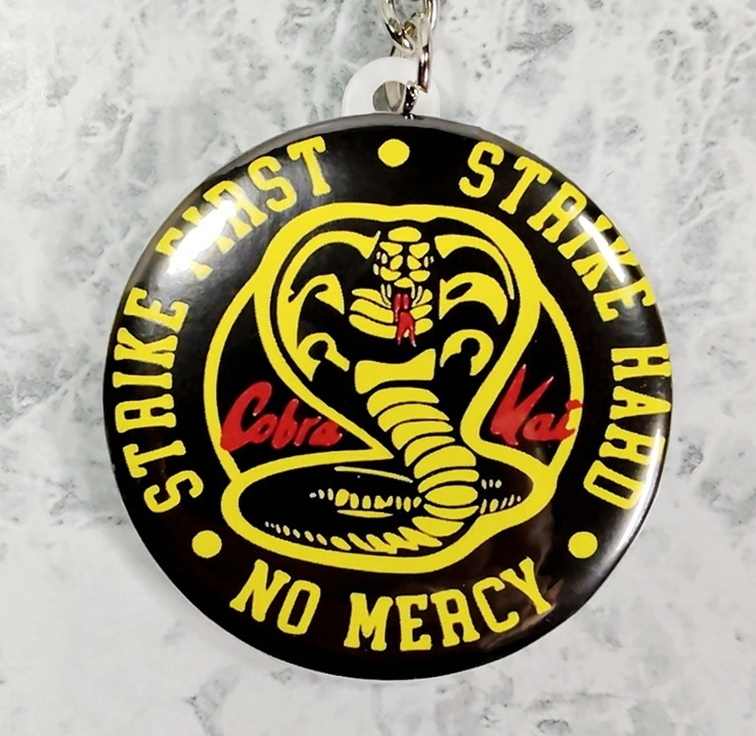 STRIKE FIRST • STRIKE HARD • NO MERCY •
Cobra Kai